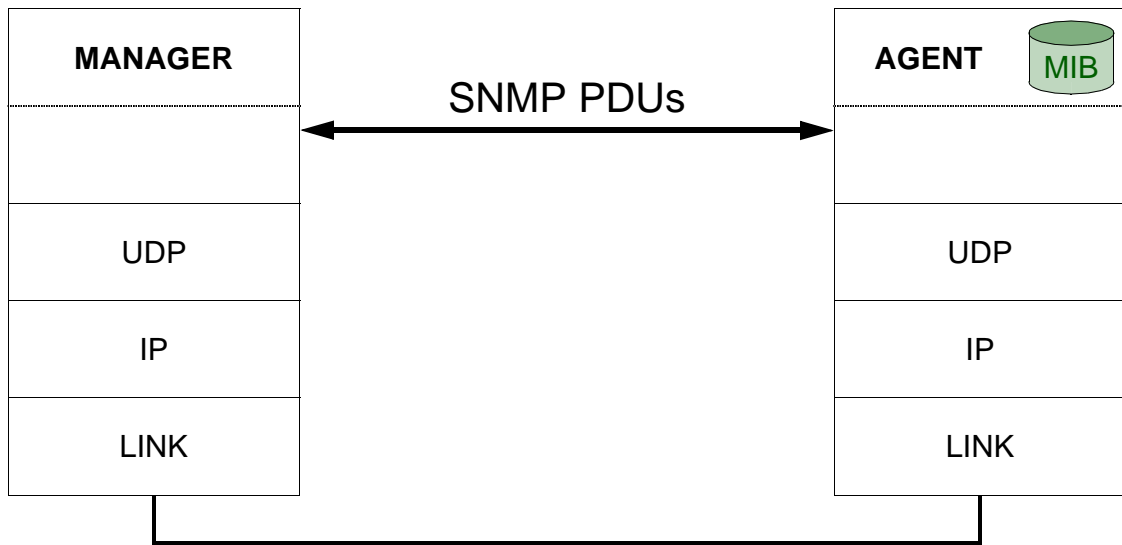 MANAGER
AGENT
MIB
SNMP PDUs
UDP
UDP
IP
IP
LINK
LINK